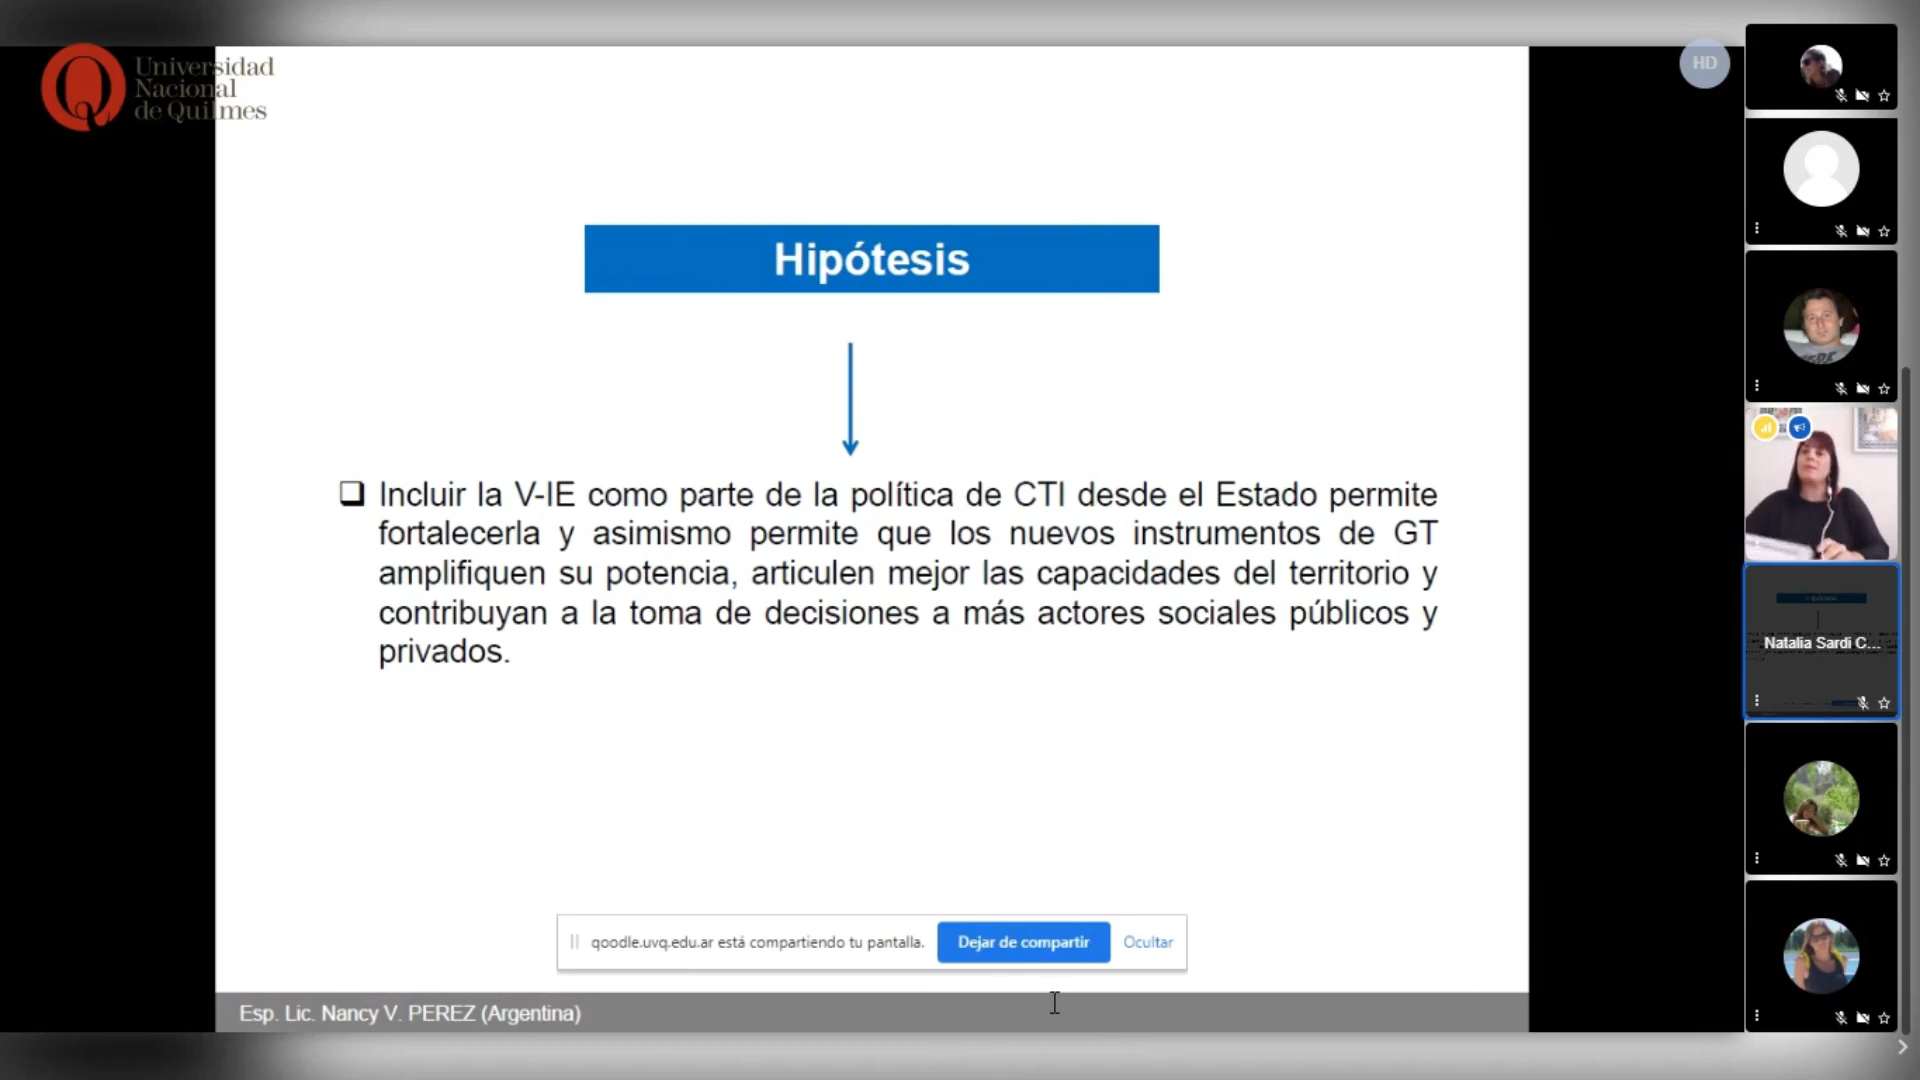 Universidad
Nacional
de Quilmes
HD
Hipótesis
Incluir la V-IE como parte de la política de CTI desde el Estado permite
fortalecerla y asimismo permite que los nuevos instrumentos de GT
amplifiquen su potencia, articulen mejor las capacidades del territorio y
contribuyan a la toma de decisiones a más actores sociales públicos y
privados.
Natalia Sardi C...
qoodle.uvq.edu.ar está compartiendo tu pantalla.
Dejar de compartir
Ocultar
Esp. Lic. Nancy V. PEREZ (Argentina)